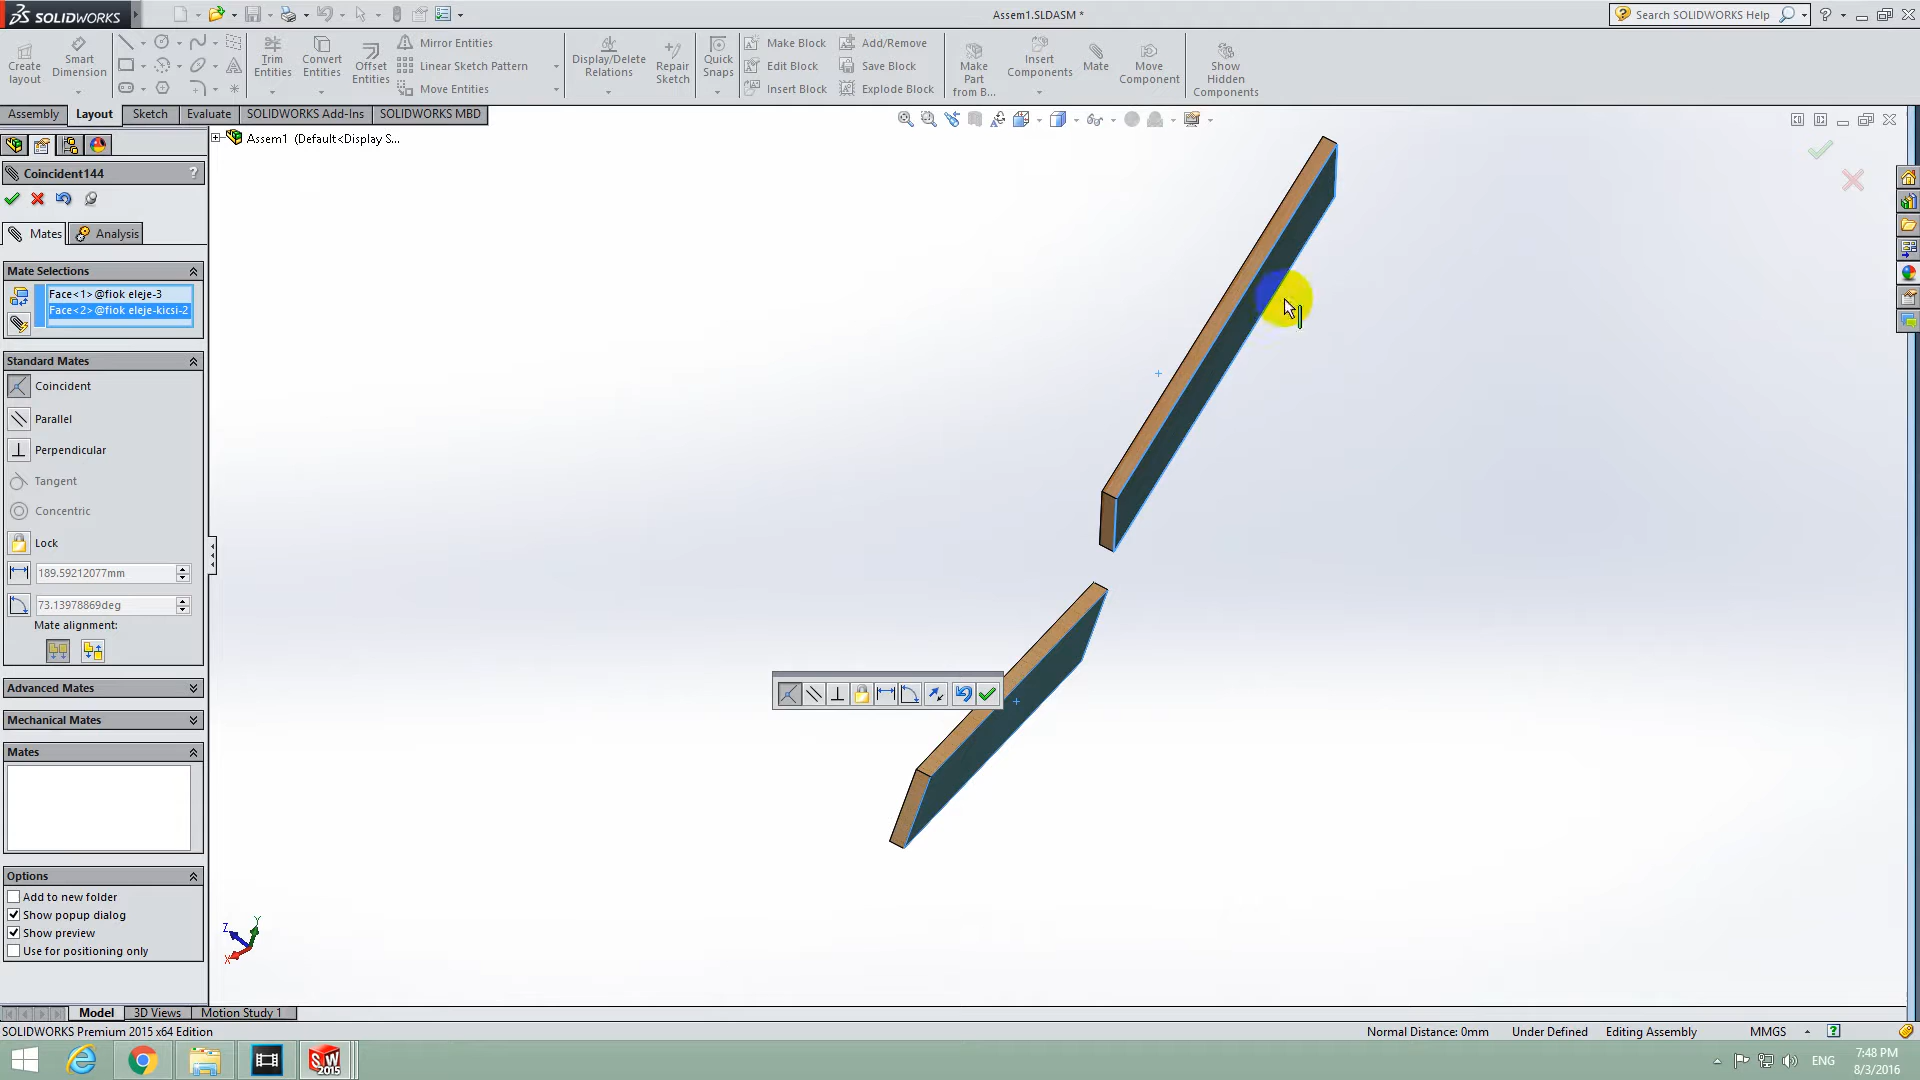 SOLIDWORKS
Assem1.SLDASM *
Search SOLIDWORKS Help
Create layout
Smart Dimension
Trim Entities
Convert Entities
Offset Entities
Mirror Entities
Linear Sketch Pattern
Move Entities
Display/Delete Relations
Repair Sketch
Quick Snaps
Make Block
Edit Block
Insert Block
Add/Remove
Save Block
Explode Block
Make Part from B...
Insert Components
Mate
Move Component
Show Hidden Components
Assembly
Layout
Sketch
Evaluate
SOLIDWORKS Add-Ins
SOLIDWORKS MBD
Assem1 (Default<Display S...
Coincident144
?
Mates
Analysis
Mate Selections
Face<1>@fiok eleje-3
Face<2>@fiok eleje-kicsi-2
Standard Mates
Coincident
Parallel
Perpendicular
Tangent
Concentric
Lock
189.59212077mm
73.13978869deg
Mate alignment:
Advanced Mates
Mechanical Mates
Mates
Options
Add to new folder
Show popup dialog
Show preview
Use for positioning only
Y
Z
X
Model
3D Views
Motion Study 1
SOLIDWORKS Premium 2015 x64 Edition
Normal Distance: 0mm
Under Defined
Editing Assembly
MMGS
?
SW 2015
ENG
7:48 PM
8/3/2016